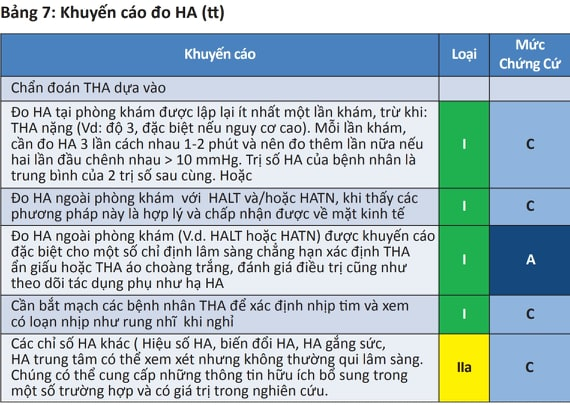 Bảng 7: Khuyến cáo đo HA (tt)
Khuyến cáo
Loại
Mức
Chứng Cứ
Chẩn đoán THA dựa vào
Đo HA tại phòng khám được lập lại ít nhất một lần khám, trừ khi:
THA nặng (Vd: độ 3, đặc biệt nếu nguy cơ cao). Mỗi lần khám,
cần đo HA 3 lần cách nhau 1-2 phút và nên đo thêm lần nữa nếu
hai lần đầu chênh nhau > 10 mmHg. Trị số HA của bệnh nhân là
trung bình của 2 trị số sau cùng. Hoặc
I
C
Đo HA ngoài phòng khám với HALT và/hoặc HATN, khi thấy các
phương pháp này là hợp lý và chấp nhận được về mặt kinh tế
I
C
Đo HA ngoài phòng khám (V.d. HALT hoặc HATN) được khuyến cáo
đặc biệt cho một số chỉ định lâm sàng chẳng hạn xác định THA
ẩn giấu hoặc THA áo choàng trắng, đánh giá điều trị cũng như
theo dõi tác dụng phụ như hạ HA
I
A
Cần bắt mạch các bệnh nhân THA để xác định nhịp tim và xem
có loạn nhịp như rung nhĩ khi nghỉ
I
C
Các chỉ số HA khác ( Hiệu số HA, biến đổi HA, HA gắng sức,
HA trung tâm có thể xem xét nhưng không thường qui lâm sàng.
Chúng có thể cung cấp những thông tin hữu ích bổ sung trong
một số trường hợp và có giá trị trong nghiên cứu.
IIa
C